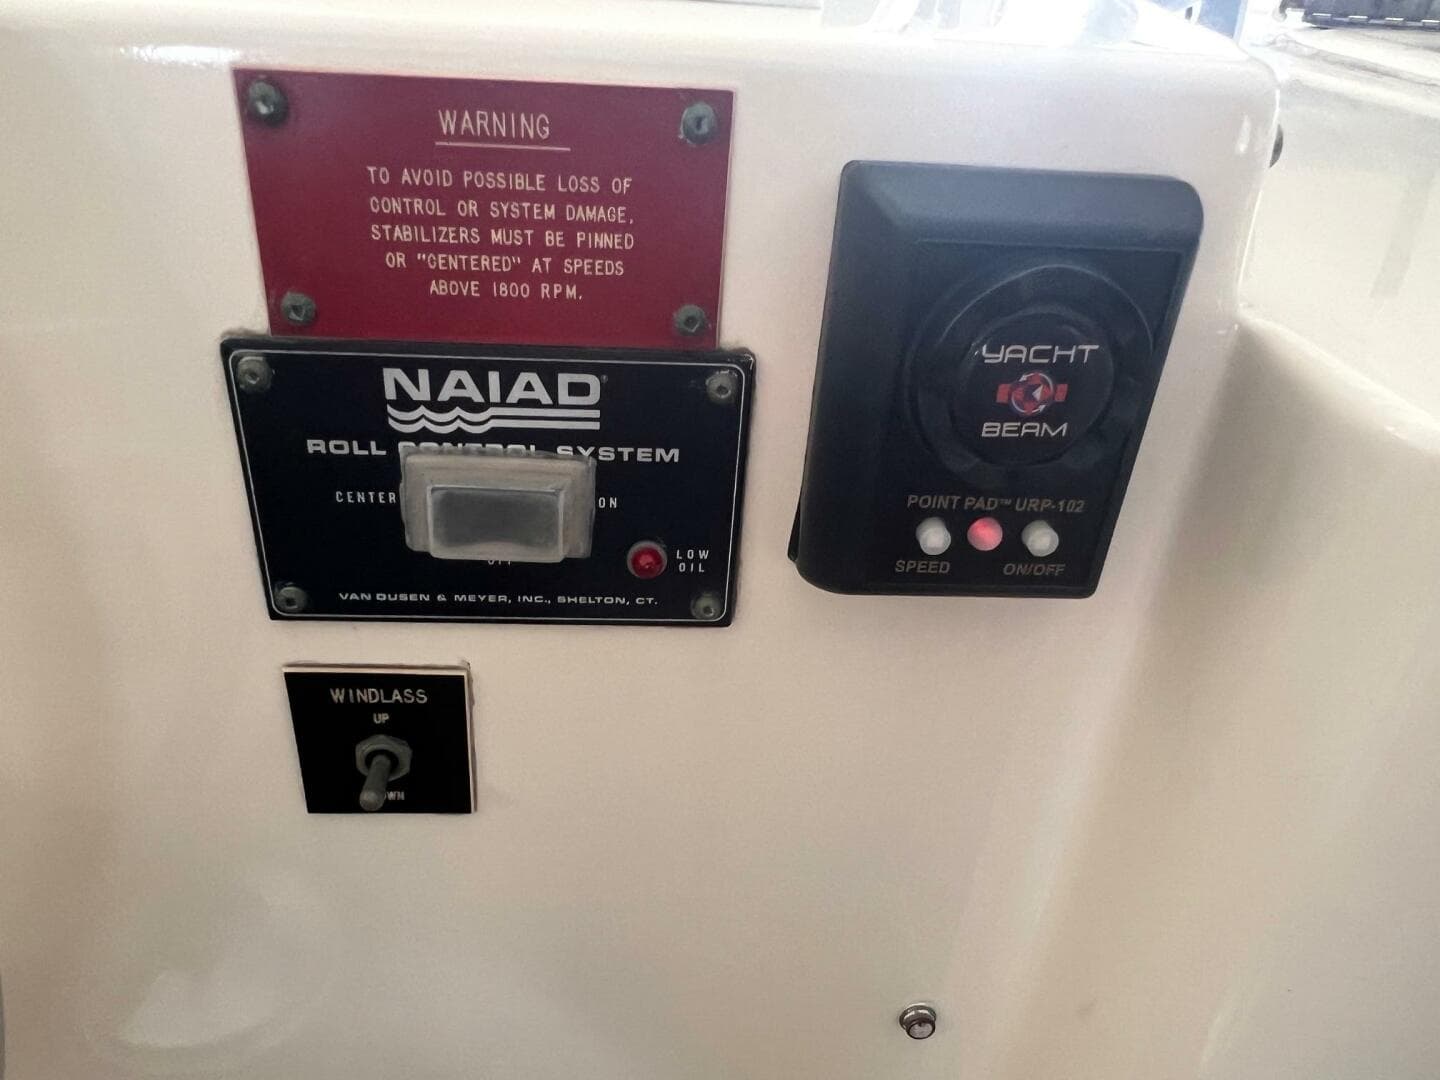 WARNING
TO AVOID POSSIBLE LOSS OF
CONTROL OR SYSTEM DAMAGE,
STABILIZERS MUST BE PINNED
OR "CENTERED" AT SPEEDS
ABOVE 1800 RPM.
NAIAD
ROLL CONTROL SYSTEM
CENTER ON
LOW
OIL
VAN DUSEN & MEYER, INC., SHELTON, CT.
WINDLASS
UP
DOWN
YACHT
BEAM
POINT PAD™ URP-102
SPEED ON/OFF